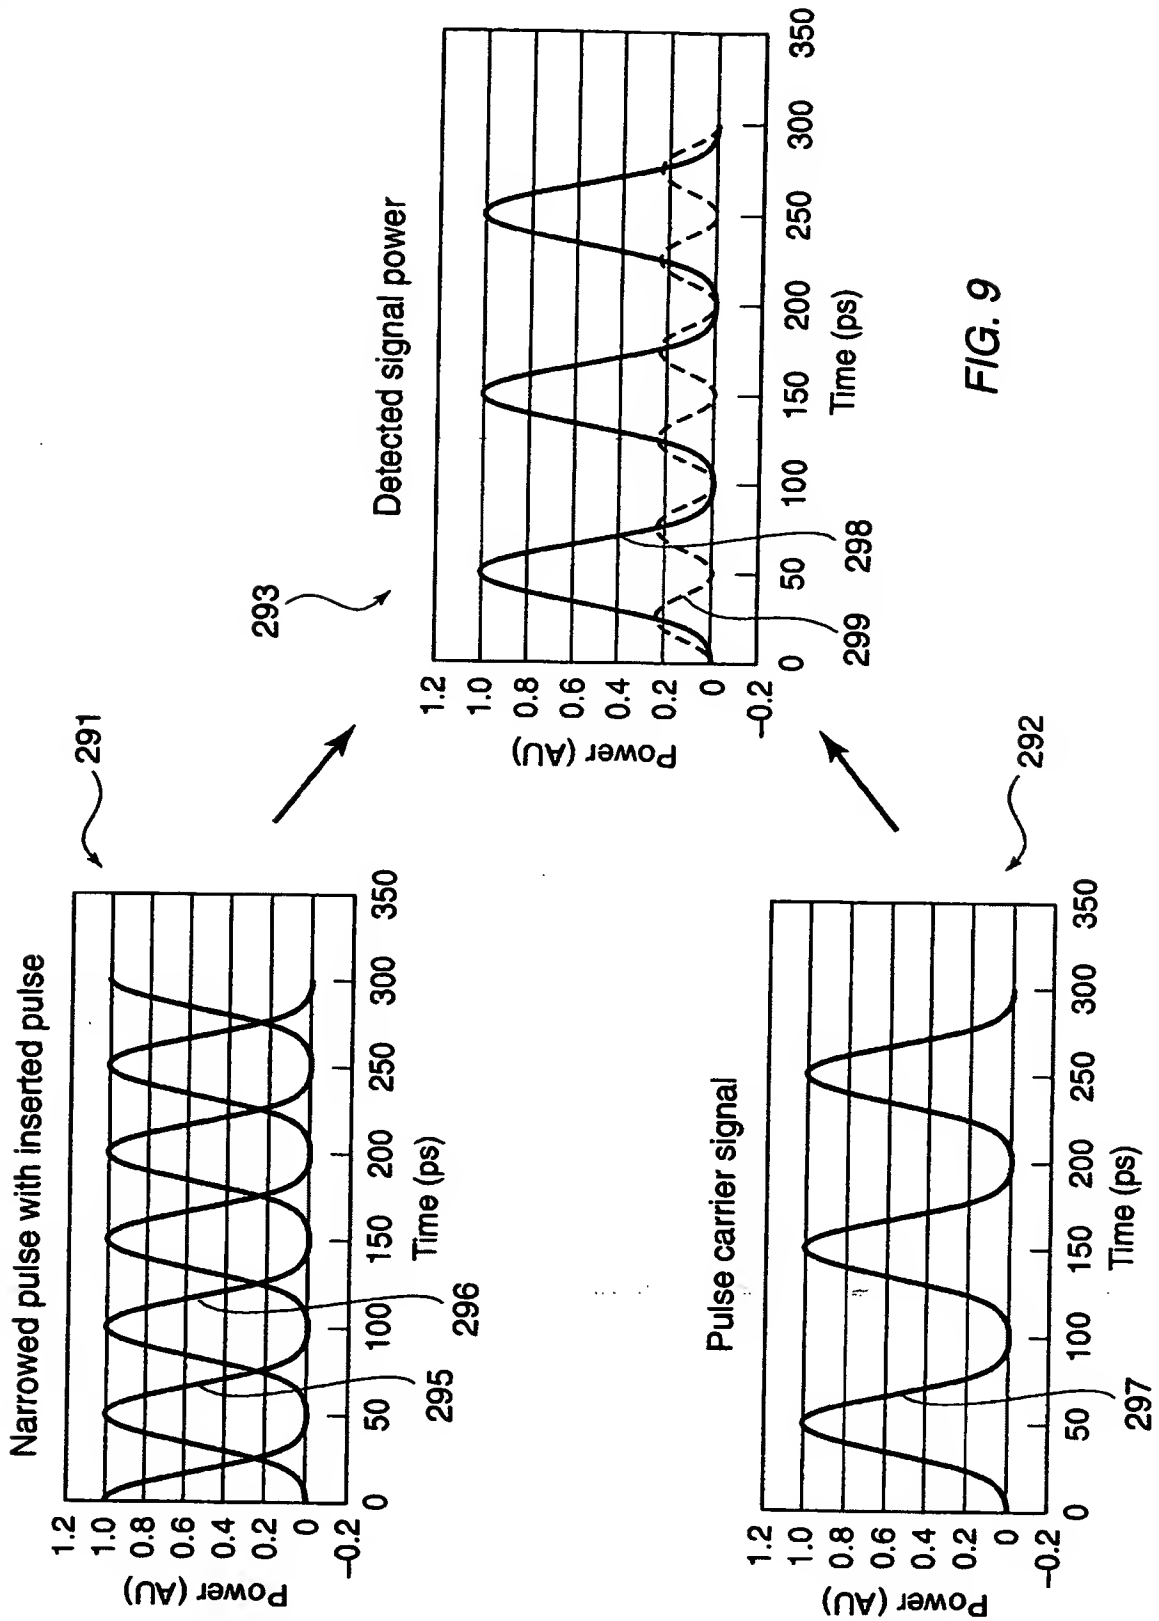 Narrowed pulse with inserted pulse
291
Power (AU)
1.2
1.0
0.8
0.6
0.4
0.2
0
–0.2
0 50 100 150 200 250 300 350
Time (ps)
295
296
Pulse carrier signal
292
Power (AU)
1.2
1.0
0.8
0.6
0.4
0.2
0
–0.2
0 50 100 150 200 250 300 350
Time (ps)
297
Detected signal power
293
Power (AU)
1.2
1.0
0.8
0.6
0.4
0.2
0
–0.2
0 50 100 150 200 250 300 350
Time (ps)
299
298
FIG. 9